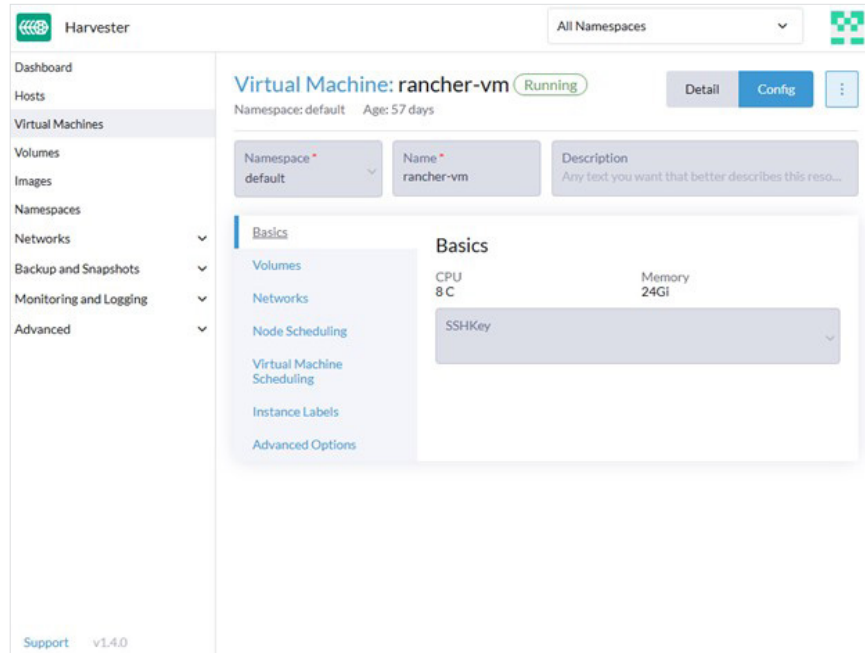 Harvester
All Namespaces
Dashboard
Hosts
Virtual Machines
Volumes
Images
Namespaces
Networks
Backup and Snapshots
Monitoring and Logging
Advanced
Support v1.4.0
Virtual Machine: rancher-vm Running
Namespace: default Age: 57 days
Detail Config
Namespace * Name * Description
default rancher-vm Any text you want that better describes this reso...
Basics
Volumes
Networks
Node Scheduling
Virtual Machine
Scheduling
Instance Labels
Advanced Options
Basics
CPU Memory
8 C 24Gi
SSHKey